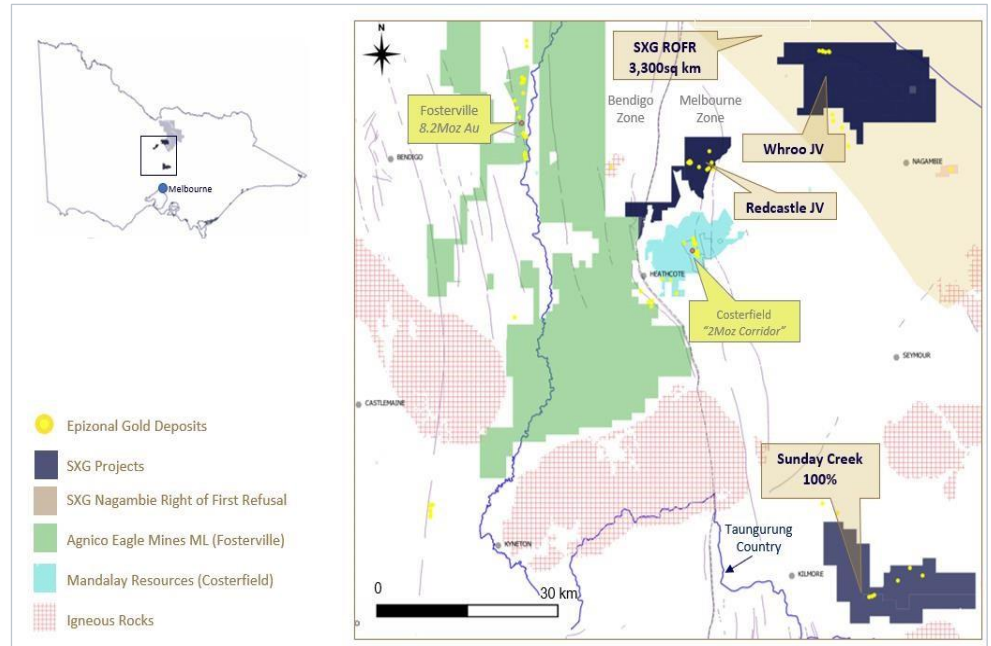 Melbourne
Epizonal Gold Deposits
SXG Projects
SXG Nagambie Right of First Refusal
Agnico Eagle Mines ML (Fosterville)
Mandalay Resources (Costerfield)
Igneous Rocks
N
SXG ROFR
3,300sq km
Bendigo
Zone
Melbourne
Zone
Fosterville
8.2Moz Au
BENDIGO
Whroo JV
NAGAMBIE
Redcastle JV
HEATHCOTE
Costerfield
"2Moz Corridor"
SEYMOUR
CASTLEMAINE
Sunday Creek
100%
Taungurung
Country
KYNETON
KILMORE
0
30 km